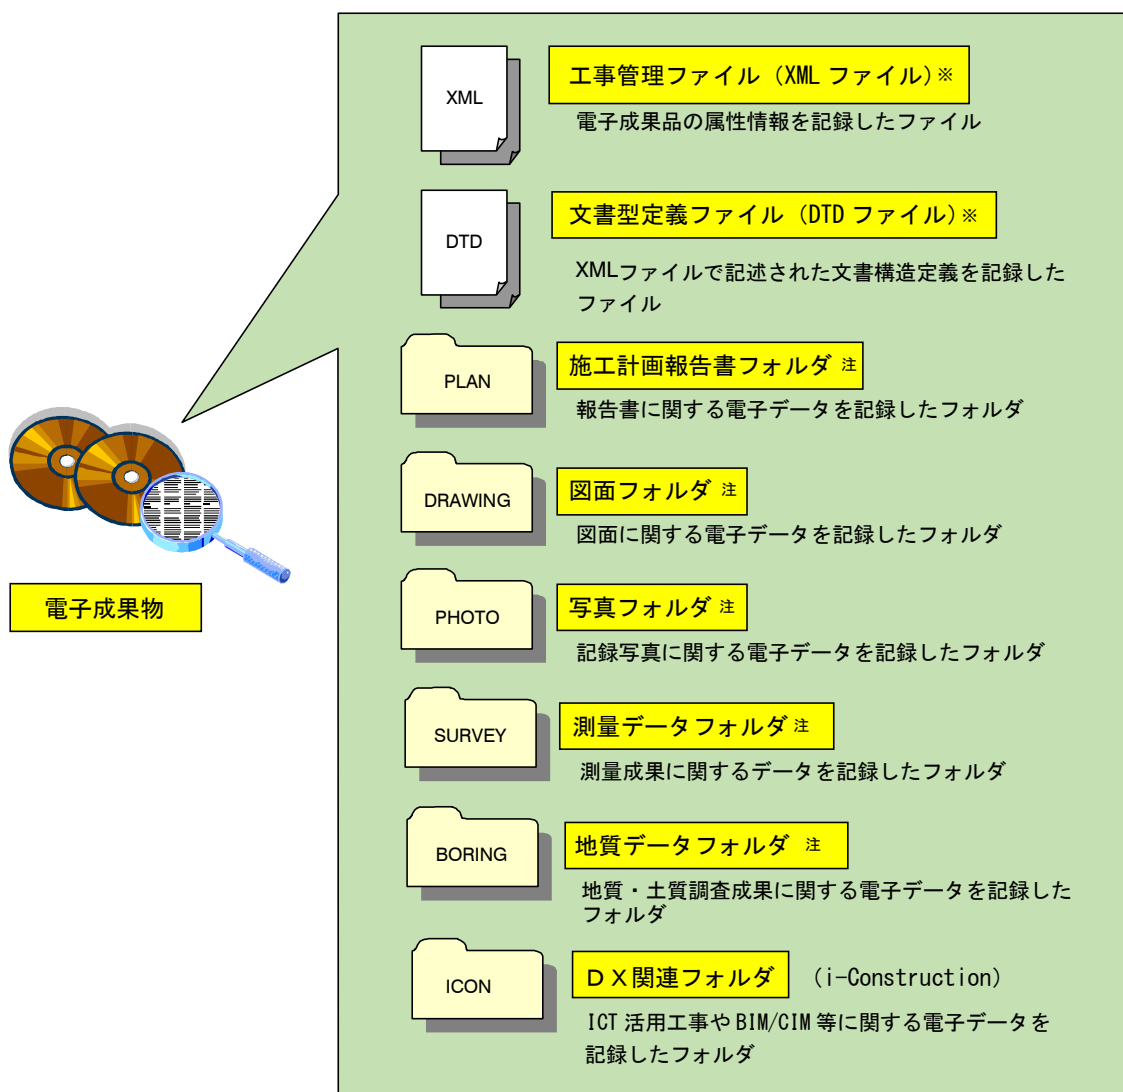 XML
工事管理ファイル（XML ファイル）※
電子成果品の属性情報を記録したファイル
DTD
文書型定義ファイル（DTD ファイル）※
XMLファイルで記述された文書構造定義を記録した
ファイル
PLAN
施工計画報告書フォルダ 注
報告書に関する電子データを記録したフォルダ
DRAWING
図面フォルダ 注
図面に関する電子データを記録したフォルダ
電子成果物
PHOTO
写真フォルダ 注
記録写真に関する電子データを記録したフォルダ
SURVEY
測量データフォルダ 注
測量成果に関するデータを記録したフォルダ
BORING
地質データフォルダ 注
地質・土質調査成果に関する電子データを記録した
フォルダ
ICON
ＤＸ関連フォルダ （i-Construction）
ICT 活用工事や BIM/CIM 等に関する電子データを
記録したフォルダ